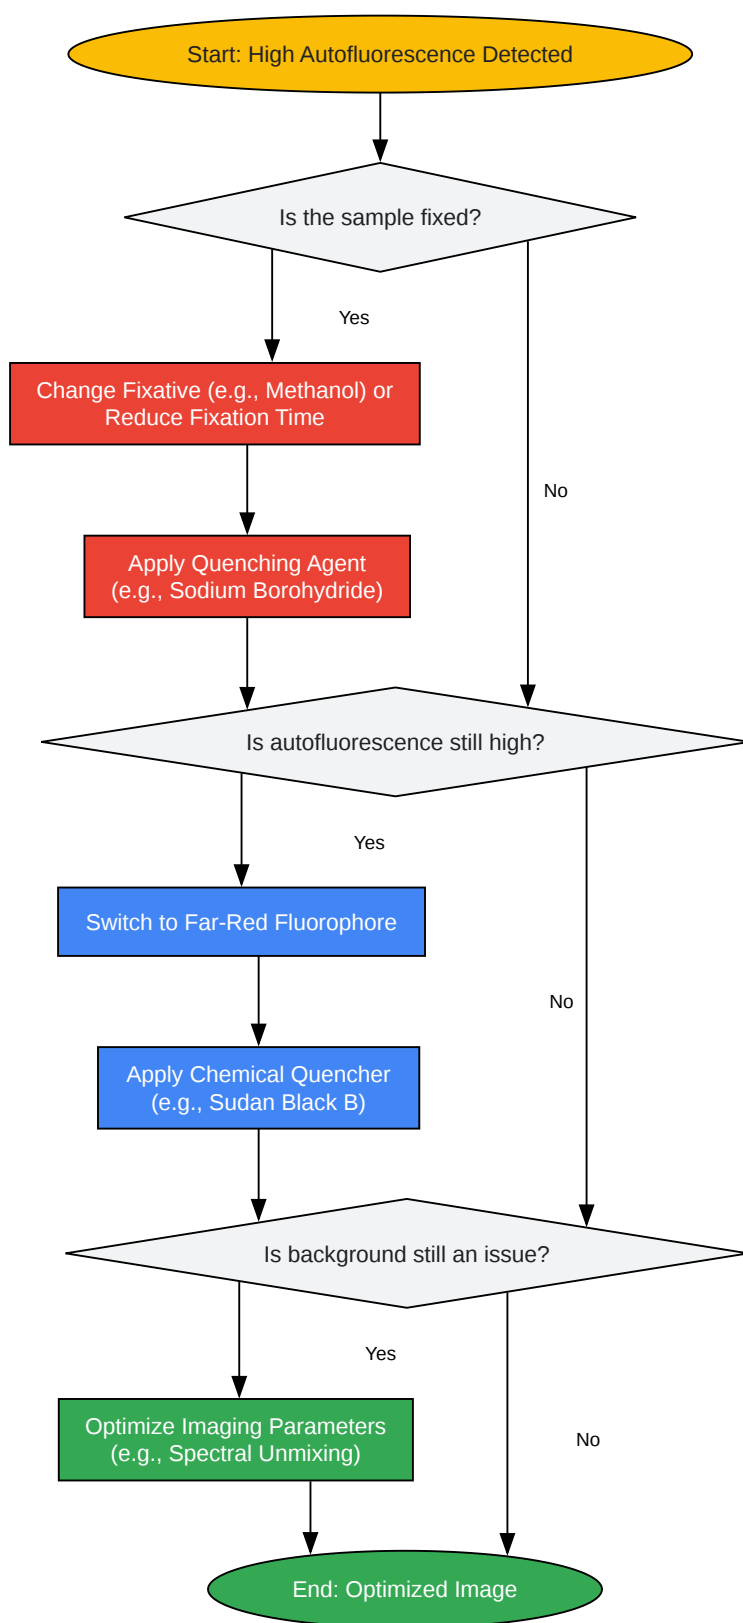 Start: High Autofluorescence Detected
Is the sample fixed?
Yes
Change Fixative (e.g., Methanol) or
Reduce Fixation Time
No
Apply Quenching Agent
(e.g., Sodium Borohydride)
Is autofluorescence still high?
Yes
Switch to Far-Red Fluorophore
No
Apply Chemical Quencher
(e.g., Sudan Black B)
Is background still an issue?
Yes
Optimize Imaging Parameters
(e.g., Spectral Unmixing)
No
End: Optimized Image